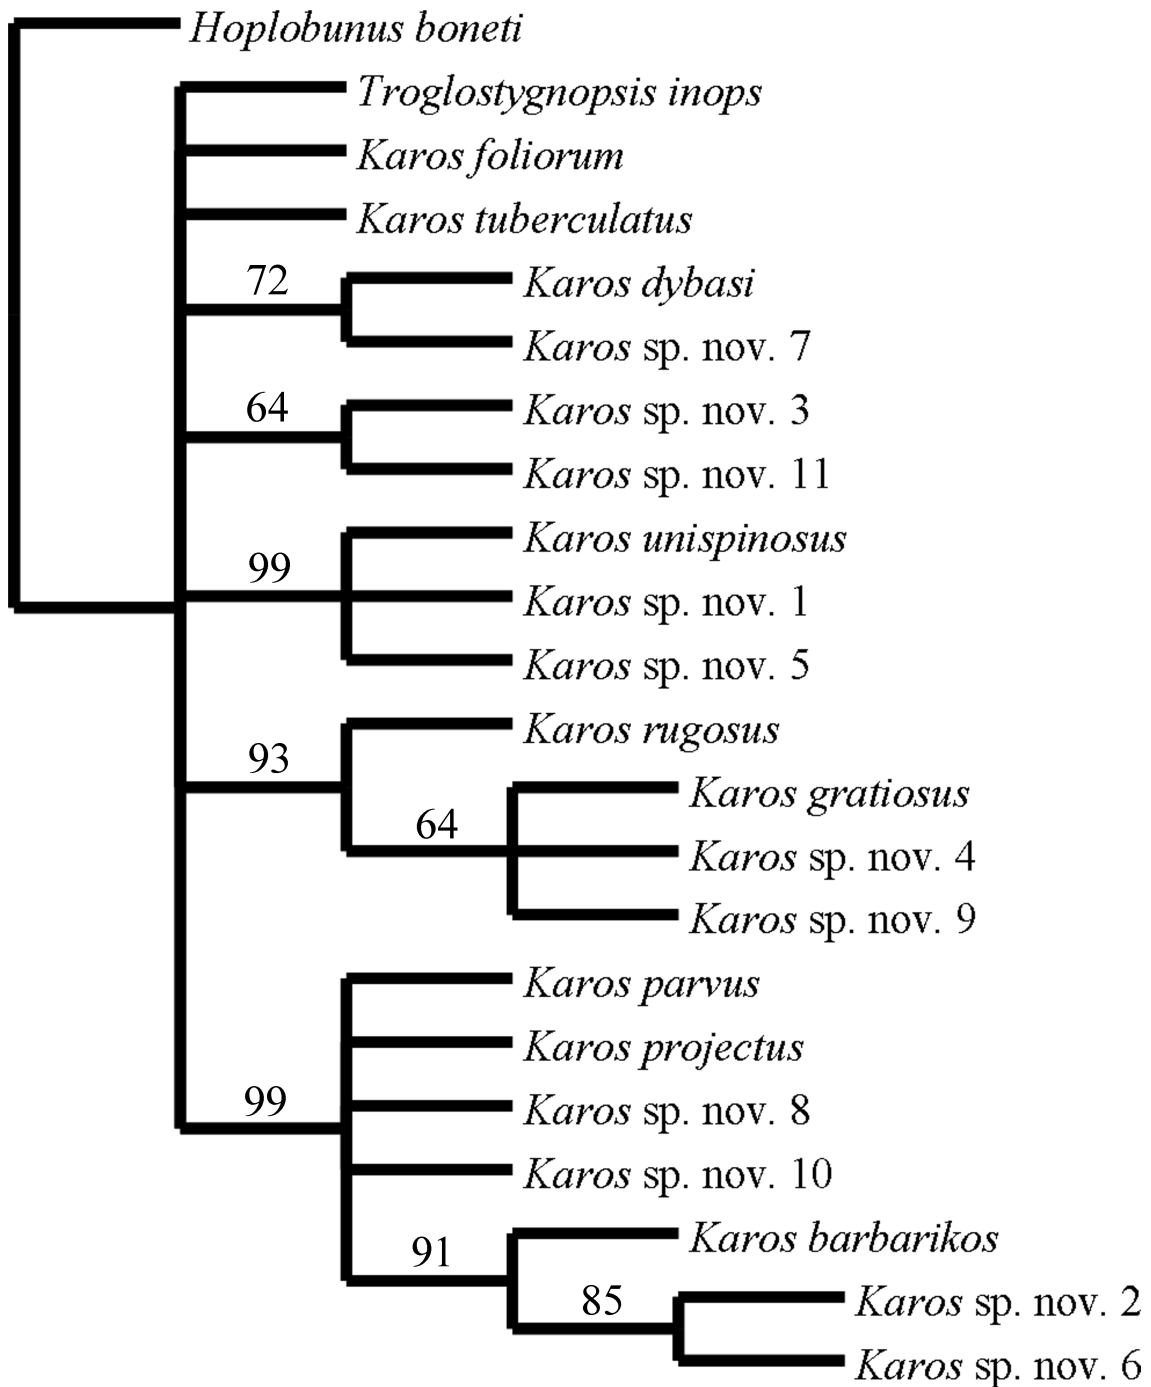 Hoplobunus boneti
Troglostygnopsis inops
Karos foliorum
Karos tuberculatus
72
Karos dybasi
Karos sp. nov. 7
64
Karos sp. nov. 3
Karos sp. nov. 11
Karos unispinosus
99
Karos sp. nov. 1
Karos sp. nov. 5
Karos rugosus
93
Karos gratiosus
64
Karos sp. nov. 4
Karos sp. nov. 9
Karos parvus
Karos projectus
99
Karos sp. nov. 8
Karos sp. nov. 10
Karos barbarikos
91
85
Karos sp. nov. 2
Karos sp. nov. 6